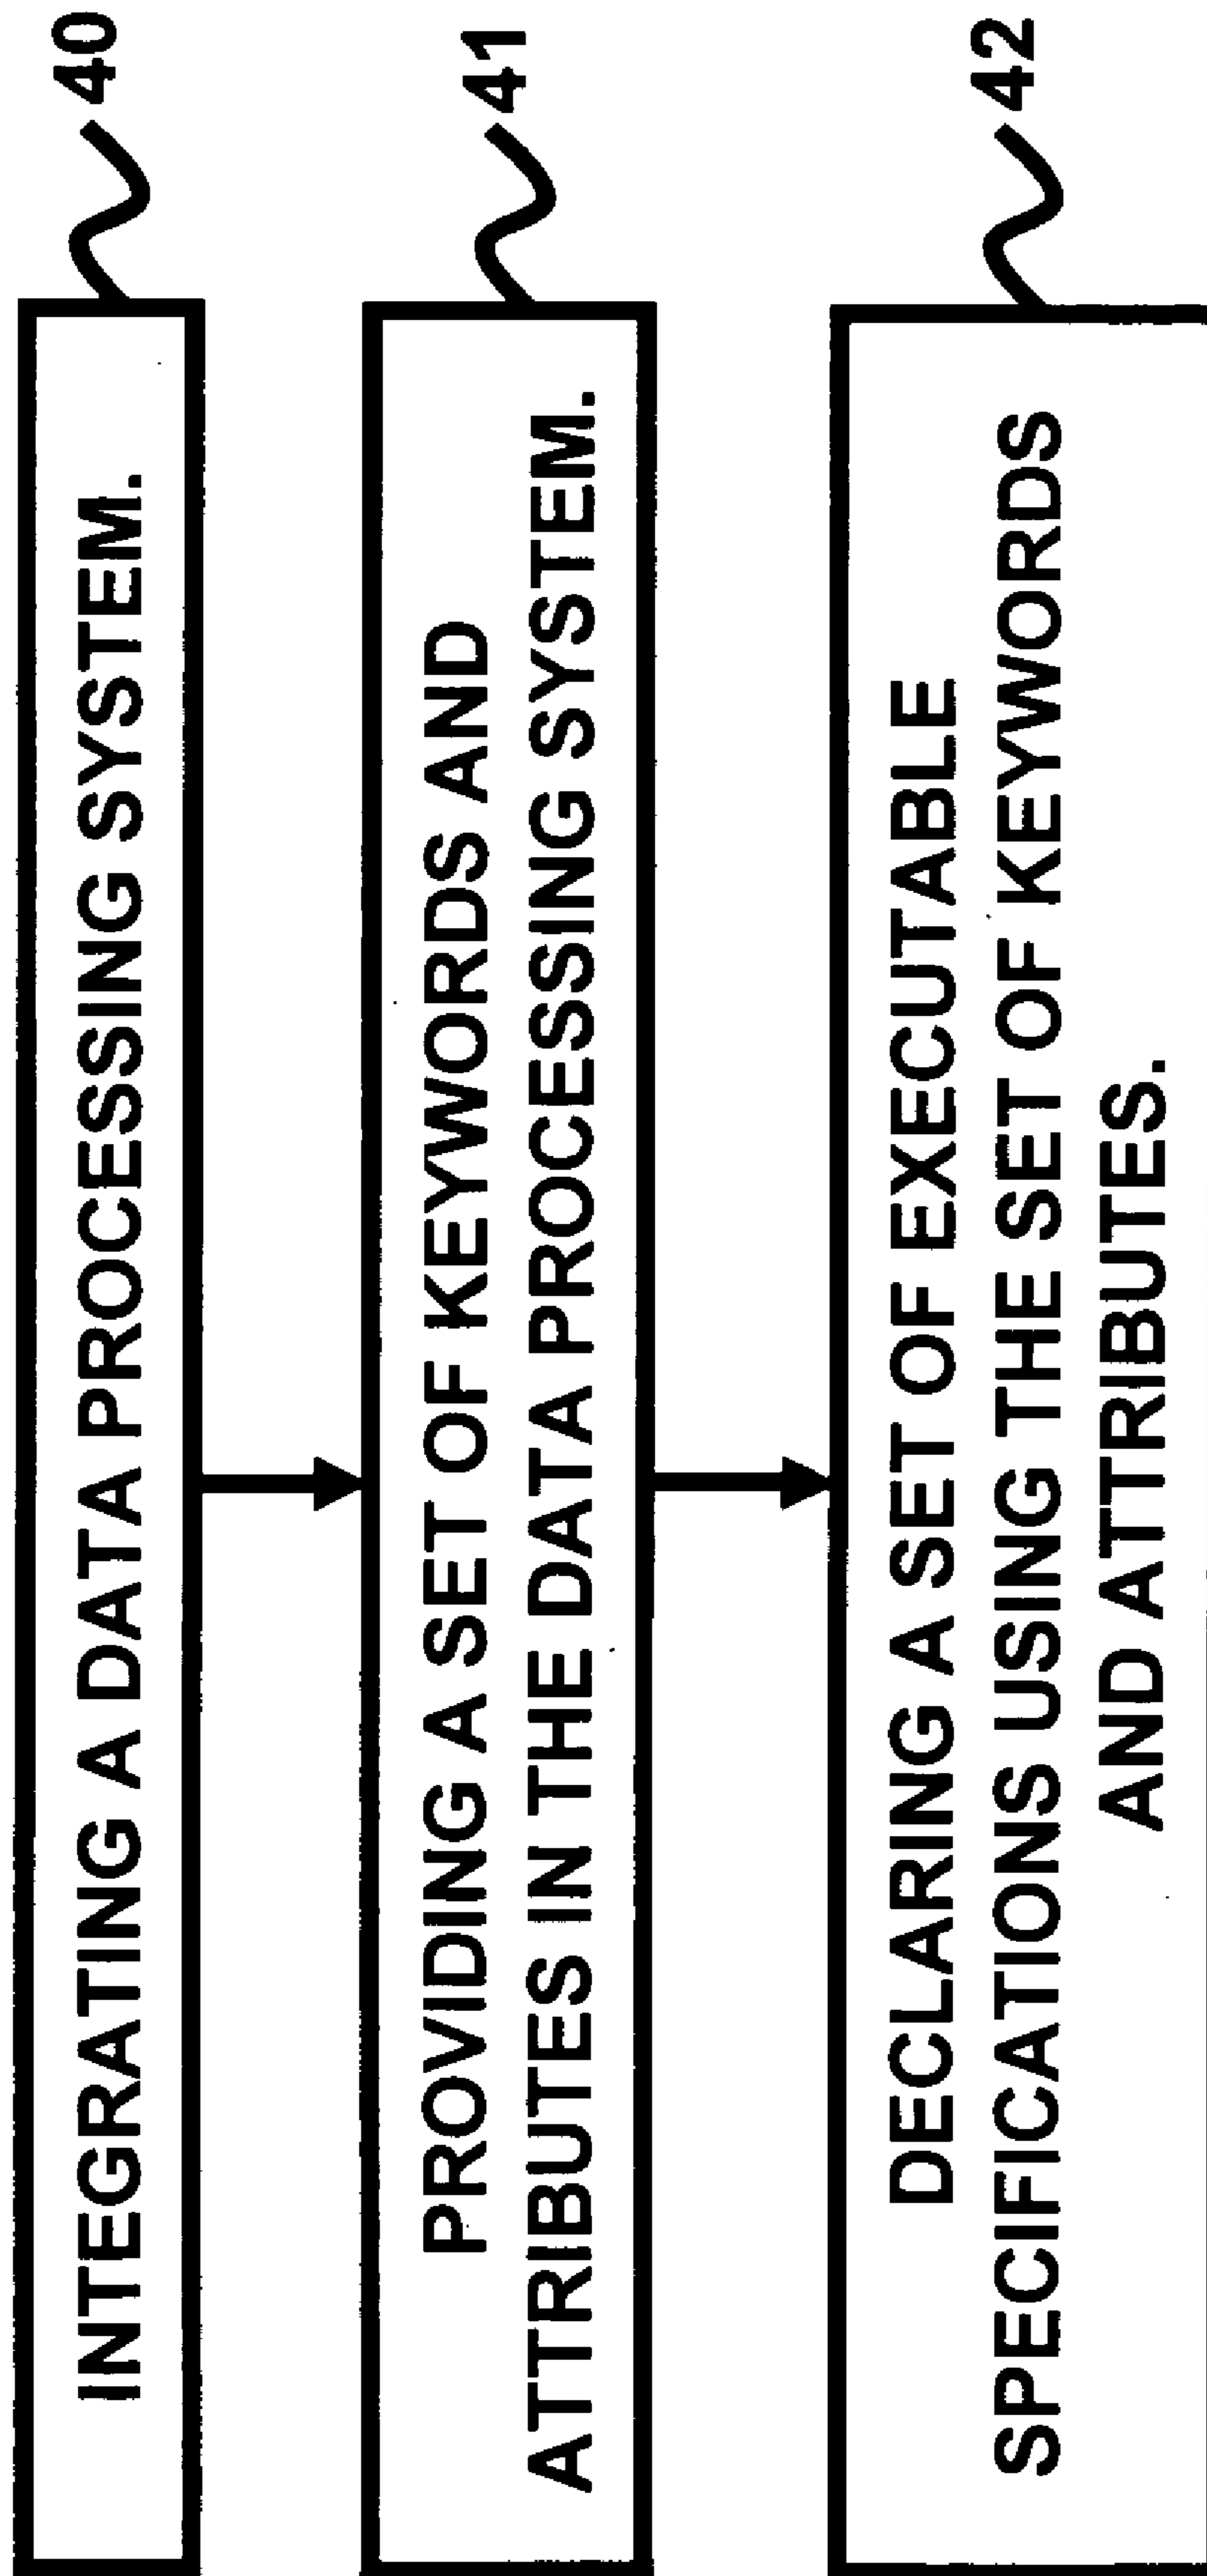 INTEGRATING A DATA PROCESSING SYSTEM.
40
PROVIDING A SET OF KEYWORDS AND
ATTRIBUTES IN THE DATA PROCESSING SYSTEM.
41
DECLARING A SET OF EXECUTABLE
SPECIFICATIONS USING THE SET OF KEYWORDS
AND ATTRIBUTES.
42